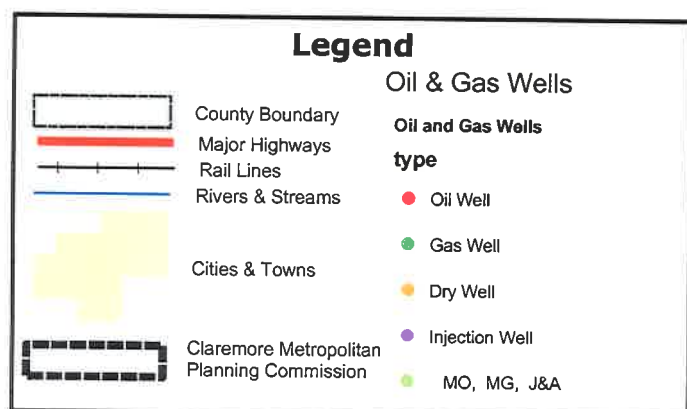 Legend
County Boundary
Major Highways
Rail Lines
Rivers & Streams
Cities & Towns
Claremore Metropolitan
Planning Commission
Oil & Gas Wells
Oil and Gas Wells
type
Oil Well
Gas Well
Dry Well
Injection Well
MO, MG, J&A